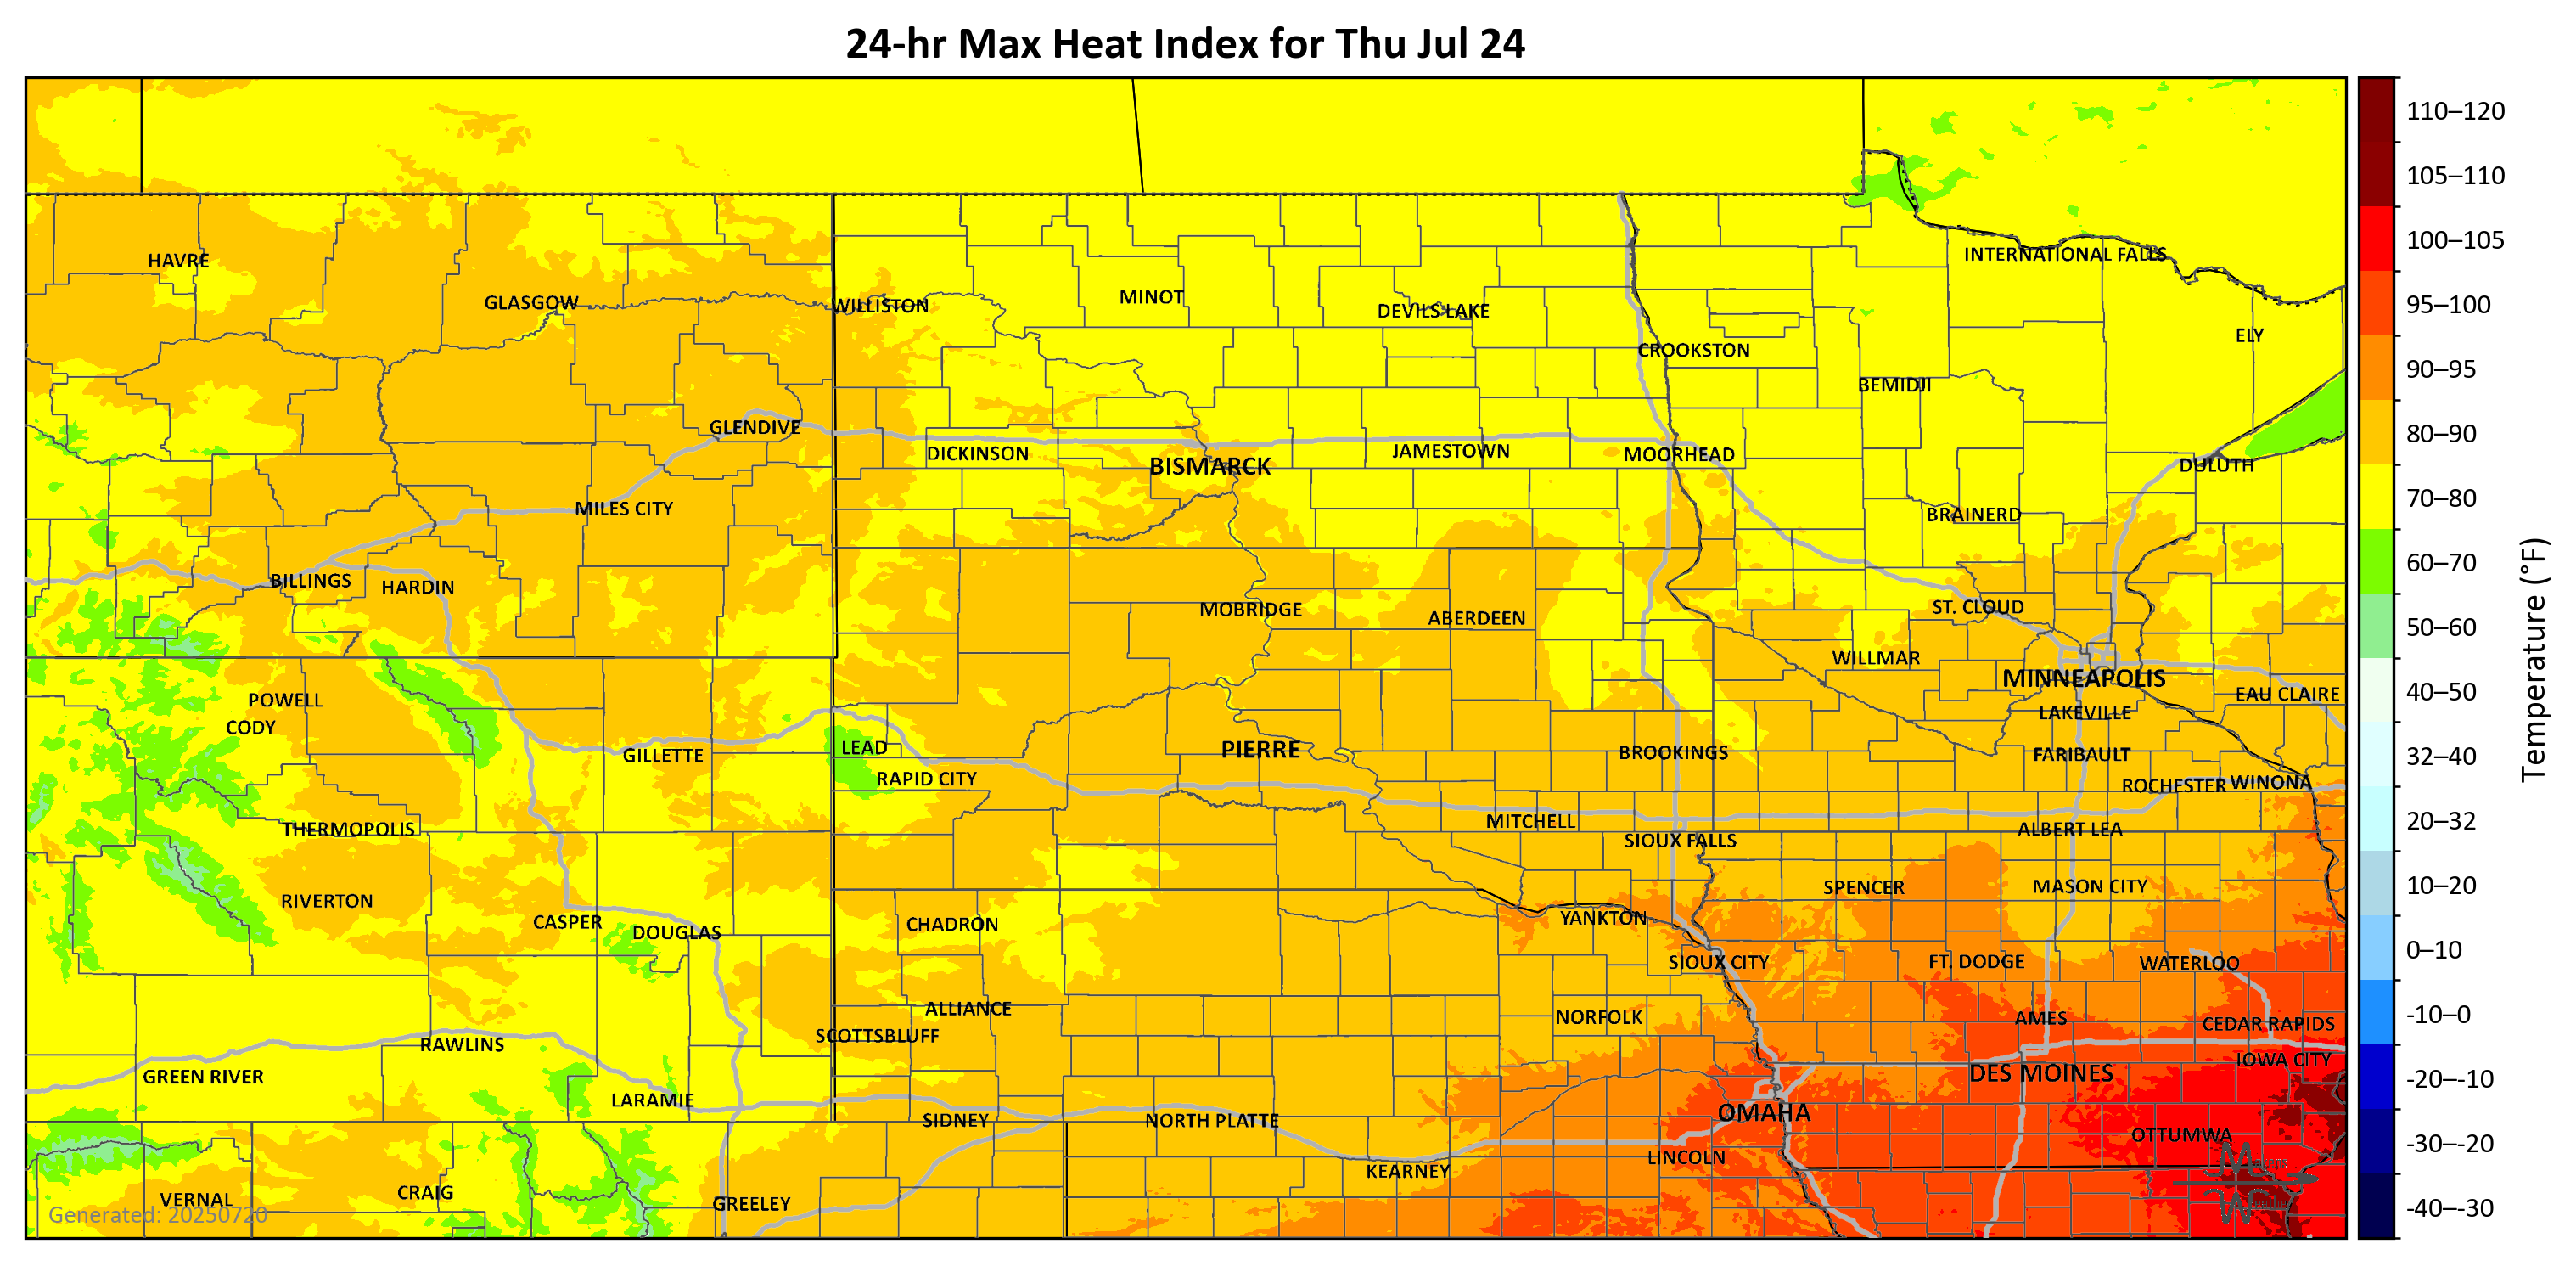 24-hr Max Heat Index for Thu Jul 24
110–120
105–110
100–105
95–100
90–95
80–90
70–80
60–70
50–60
40–50
32–40
20–32
10–20
0–10
-10–0
-20–-10
-30–-20
-40–-30
Temperature (°F)
INTERNATIONAL FALLS
HAVRE
GLASGOW
WILLISTON
MINOT
DEVILS LAKE
ELY
CROOKSTON
BEMIDJI
GLENDIVE
DICKINSON
BISMARCK
JAMESTOWN
MOORHEAD
DULUTH
MILES CITY
BRAINERD
BILLINGS
HARDIN
MOBRIDGE
ABERDEEN
ST. CLOUD
WILLMAR
MINNEAPOLIS
EAU CLAIRE
POWELL
CODY
LAKEVILLE
GILLETTE
LEAD
PIERRE
BROOKINGS
FARIBAULT
RAPID CITY
ROCHESTER
WINONA
THERMOPOLIS
MITCHELL
SIOUX FALLS
ALBERT LEA
RIVERTON
SPENCER
MASON CITY
CASPER
DOUGLAS
CHADRON
YANKTON
SIOUX CITY
FT. DODGE
WATERLOO
ALLIANCE
NORFOLK
AMES
CEDAR RAPIDS
SCOTTSBLUFF
RAWLINS
IOWA CITY
GREEN RIVER
DES MOINES
LARAMIE
SIDNEY
NORTH PLATTE
OMAHA
OTTUMWA
KEARNEY
LINCOLN
VERNAL
CRAIG
GREELEY
Generated: 20250720